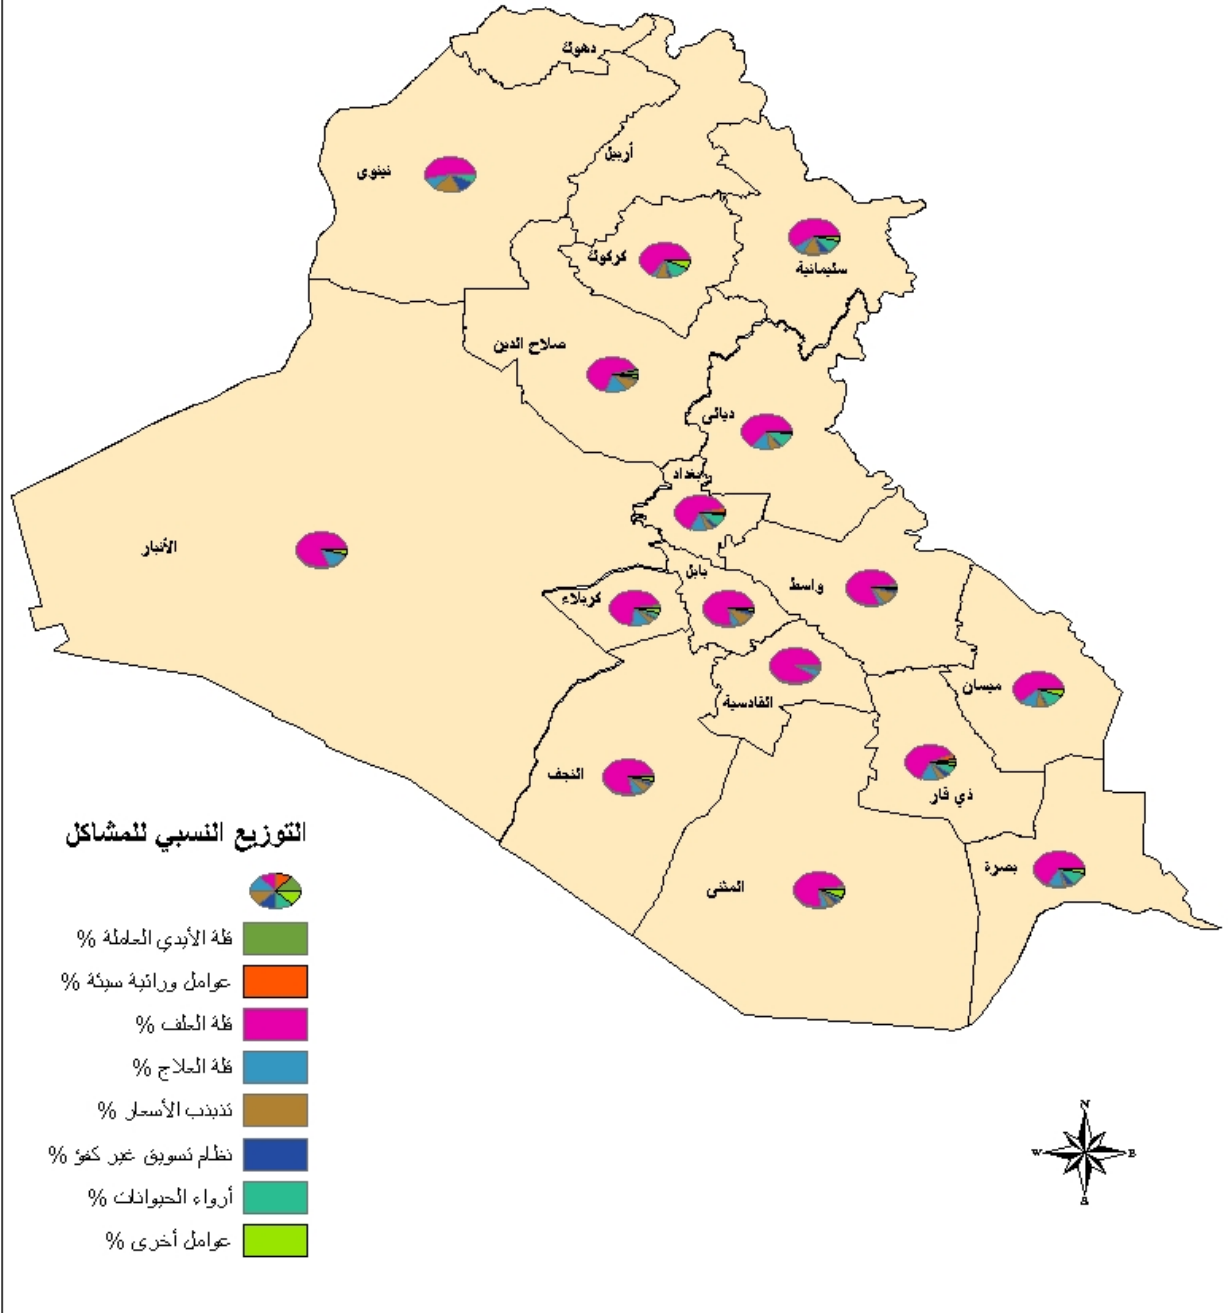 دهوك
أربيل
نينوى
كركوك
سليمانية
صلاح الدين
ديالى
بغداد
الأنبار
بابل
واسط
كربلاء
ميسان
القادسية
النجف
ذي قار
بصرة
المثنى
التوزيع النسبي للمشاكل
قلة الأيدي العاملة %
عوامل وراثية سيئة %
قلة العلف %
قلة العلاج %
تذبذب الأسعار %
نظام تسويق غير كفؤ %
أرواء الحيوانات %
عوامل أخرى %
N
W E
S